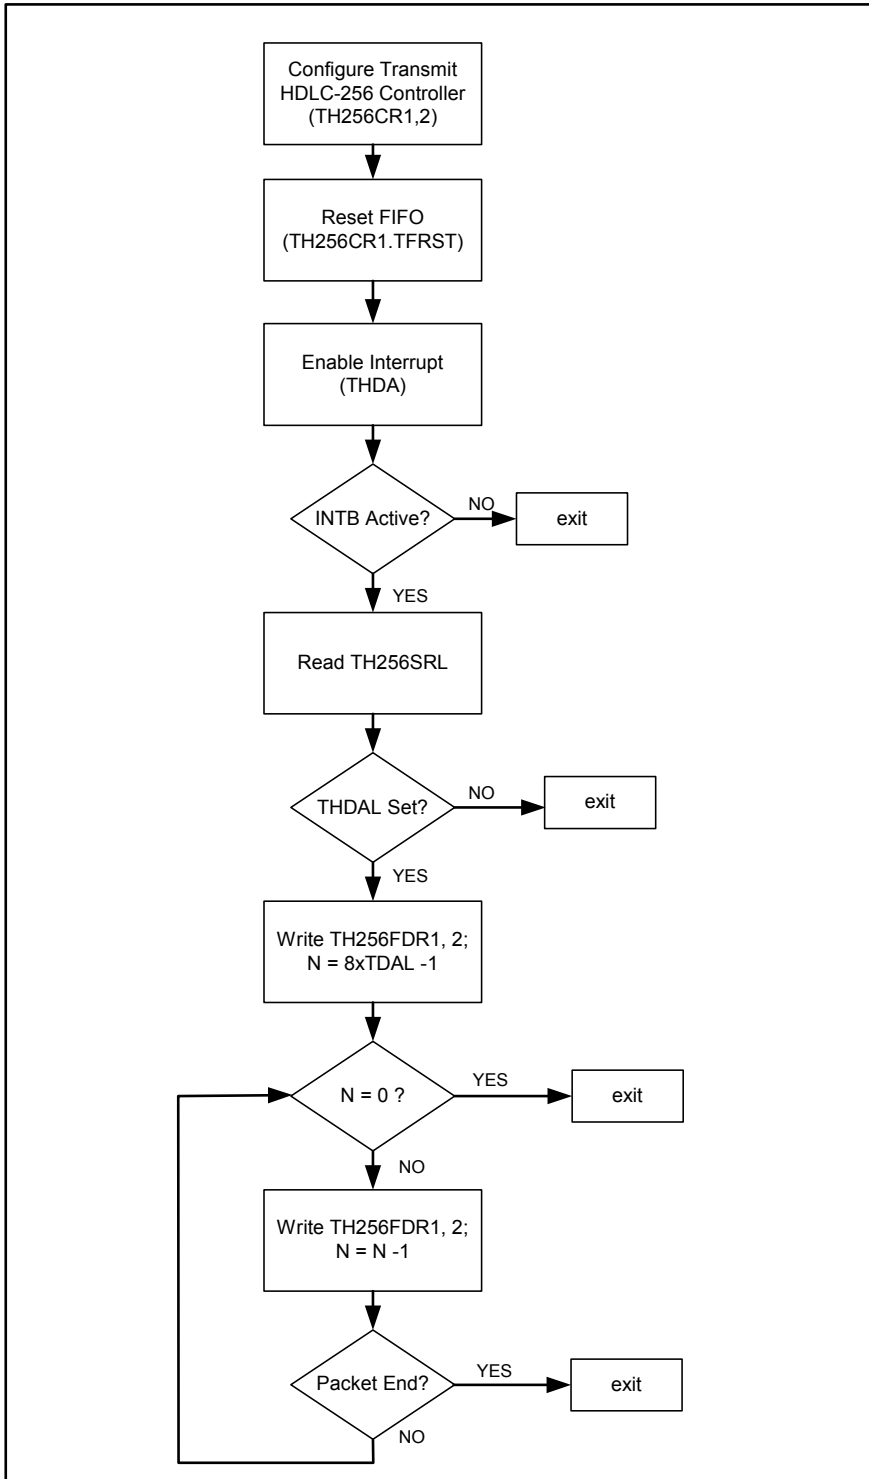 Configure Transmit
HDLC-256 Controller
(TH256CR1,2)
Reset FIFO
(TH256CR1.TFRST)
Enable Interrupt
(THDA)
INTB Active?
NO
exit
YES
Read TH256SRL
THDAL Set?
NO
exit
YES
Write TH256FDR1, 2;
N = 8xTDAL -1
N = 0 ?
YES
exit
NO
Write TH256FDR1, 2;
N = N -1
Packet End?
YES
exit
NO